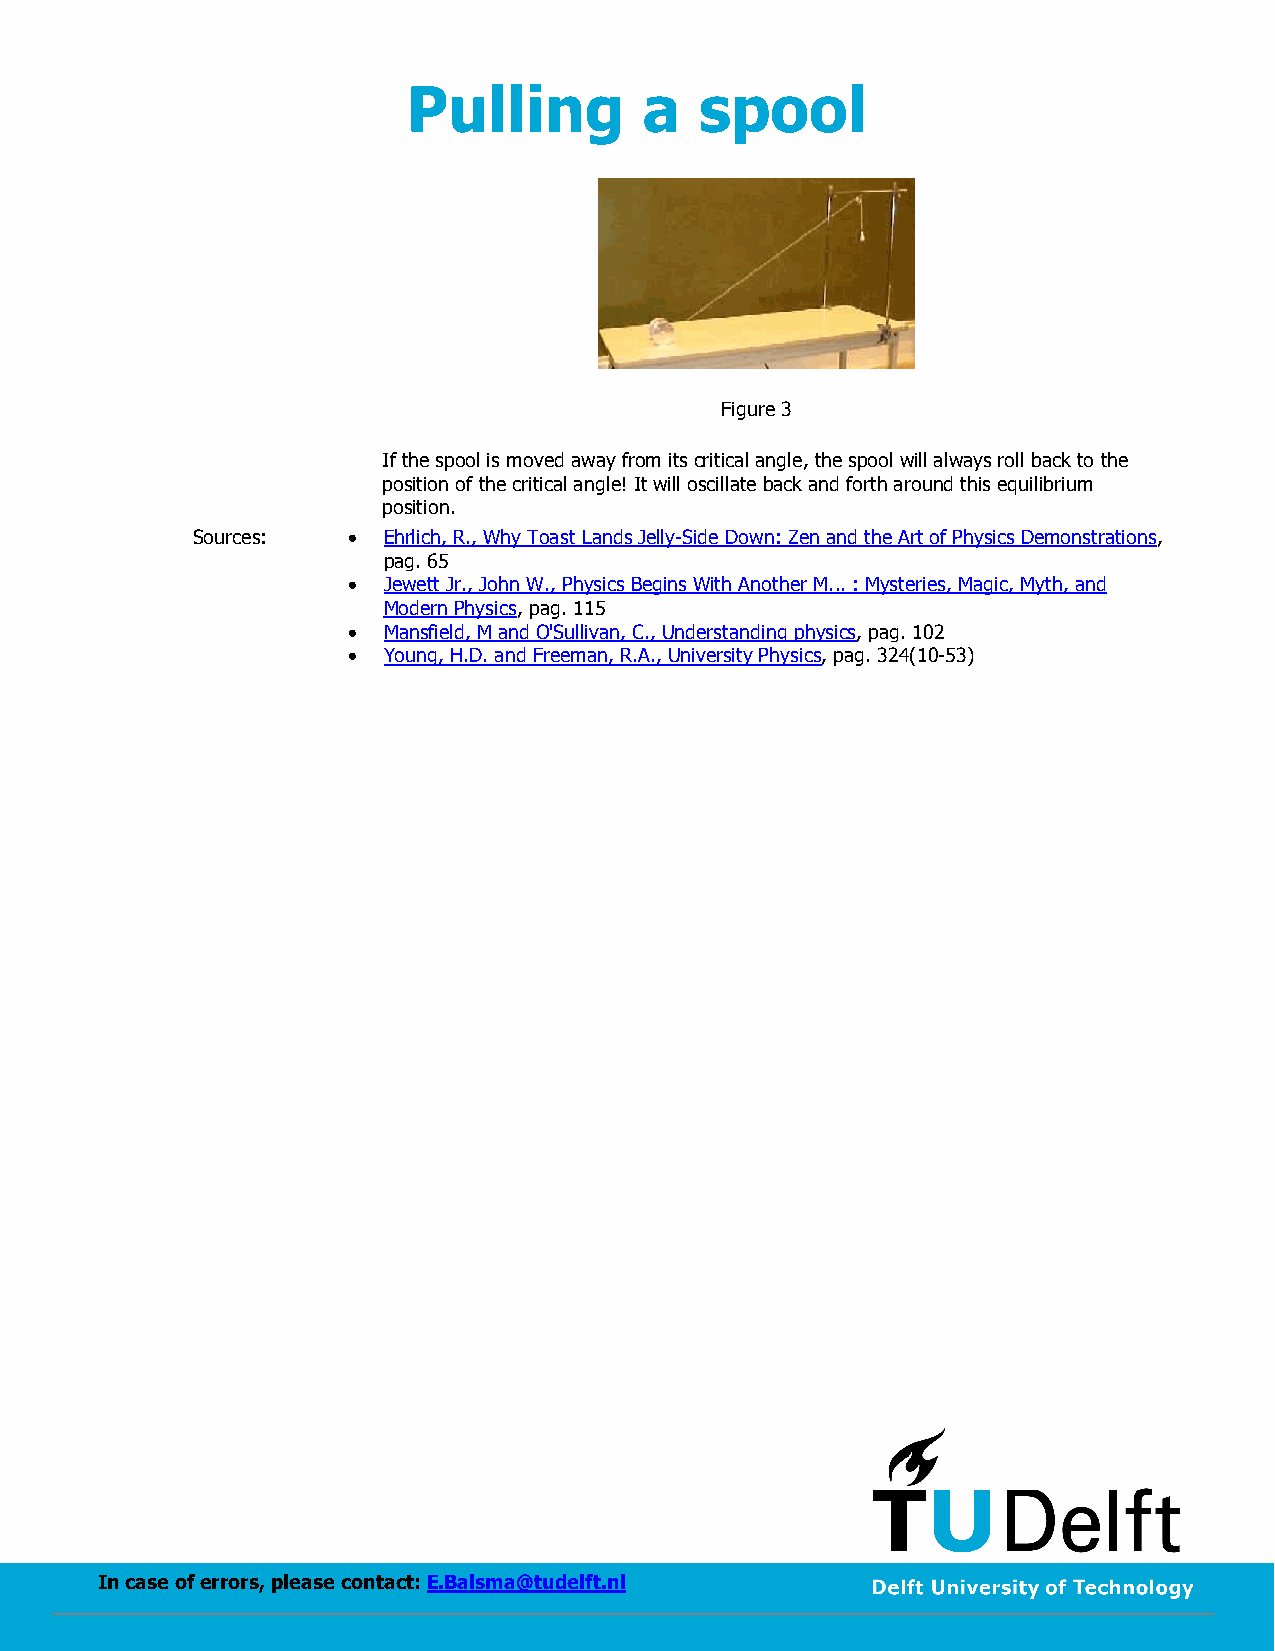 Pulling a spool
Figure 3
If the spool is moved away from its critical angle, the spool will always roll back to the
position of the critical angle! It will oscillate back and forth around this equilibrium
position.
Sources:
• Ehrlich, R., Why Toast Lands Jelly-Side Down: Zen and the Art of Physics Demonstrations,
pag. 65
• Jewett Jr., John W., Physics Begins With Another M... : Mysteries, Magic, Myth, and
Modern Physics, pag. 115
• Mansfield, M and O'Sullivan, C., Understanding physics, pag. 102
• Young, H.D. and Freeman, R.A., University Physics, pag. 324(10-53)
TUDelft
In case of errors, please contact: E.Balsma@tudelft.nl
Delft University of Technology